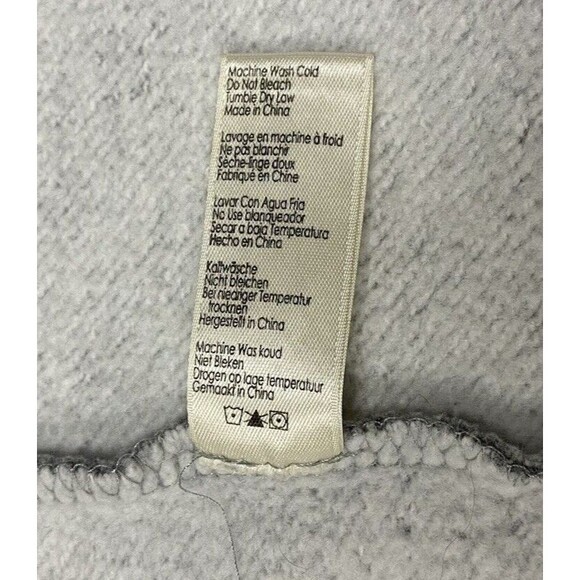 Machine Wash Cold
Do Not Bleach
Tumble Dry Low
Made in China
Lavage en machine à froid
Ne pas blanchir
Sèche-linge doux
Fabriqué en Chine
Lavar Con Agua Fria
No Use blanqueador
Secar a baja Temperatura
Hecho en China
Kaltwäsche
Nicht bleichen
Bei niedriger Temperatur
trocknen
Hergestellt in China
Machine Was koud
Niet Bleken
Drogen op lage temperatuur
Gemaakt in China